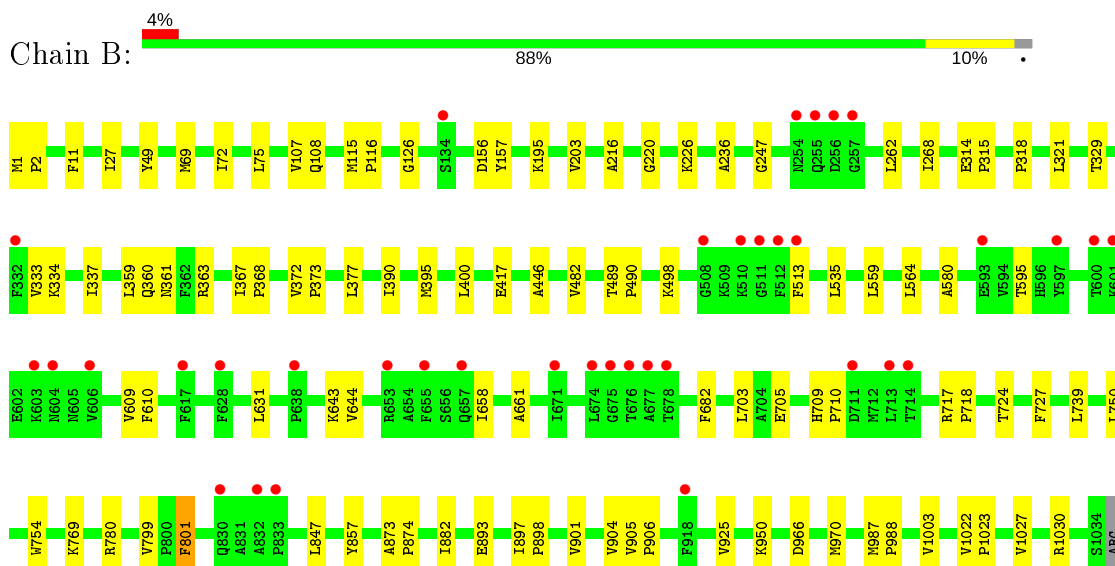 4%
Chain B:
88% 10% •
M1 P2 F11 I27 Y49 M69 I72 L75 V107 Q108 M115 P116 G126 S134 D156 Y157 K195 V203 A216 G220 K226 A236 G247 N254 Q255 D256 G257 L262 I268 E314 P315 P318 L321 T329
F332 V333 K334 I337 L359 Q360 N361 F362 R363 I367 P368 V372 P373 L377 I390 M395 L400 E417 A446 V482 T489 P490 K498 G508 K509 K510 G511 F512 F513 L535 L559 L564 A580 E593 V594 T595 H596 Y597 T600 K601
E602 K603 N604 N605 V606 V609 F610 F617 F628 L631 P638 K643 V644 R653 A654 F655 S656 Q657 I658 A661 I671 L674 G675 T676 A677 T678 F682 L703 A704 E705 H709 P710 D711 M712 L713 T714 R717 P718 T724 F727 L739 L750
W754 K769 R780 V799 P800 F801 Q830 A831 A832 P833 L847 Y857 A873 P874 I882 E893 I897 P898 V901 V904 V905 P906 F918 V925 K950 D966 M970 M987 P988 V1003 V1022 P1023 V1027 R1030 S1034 ARG